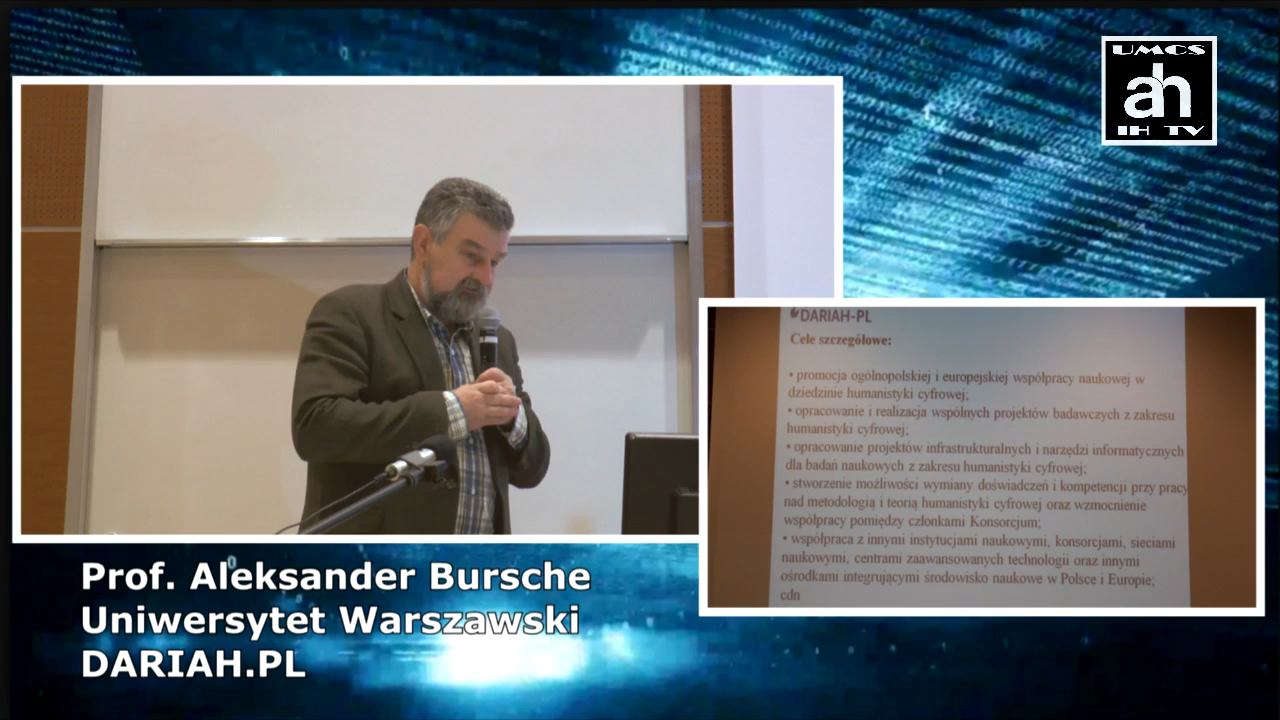 UMCS
ah
IH TV
DARIAH-PL
Cele szczegółowe:
• promocja ogólnopolskiej i europejskiej współpracy naukowej w
dziedzinie humanistyki cyfrowej;
• opracowanie i realizacja wspólnych projektów badawczych z zakresu
humanistyki cyfrowej;
• opracowanie projektów infrastrukturalnych i narzędzi informatycznych
dla badań naukowych z zakresu humanistyki cyfrowej;
• stworzenie możliwości wymiany doświadczeń i kompetencji przy pracy
nad metodologią i teorią humanistyki cyfrowej oraz wzmocnienie
współpracy pomiędzy członkami Konsorcjum;
• współpraca z innymi instytucjami naukowymi, konsorcjami, sieciami
naukowymi, centrami zaawansowanych technologii oraz innymi
ośrodkami integrującymi środowisko naukowe w Polsce i Europie;
cdn
Prof. Aleksander Bursche
Uniwersytet Warszawski
DARIAH.PL